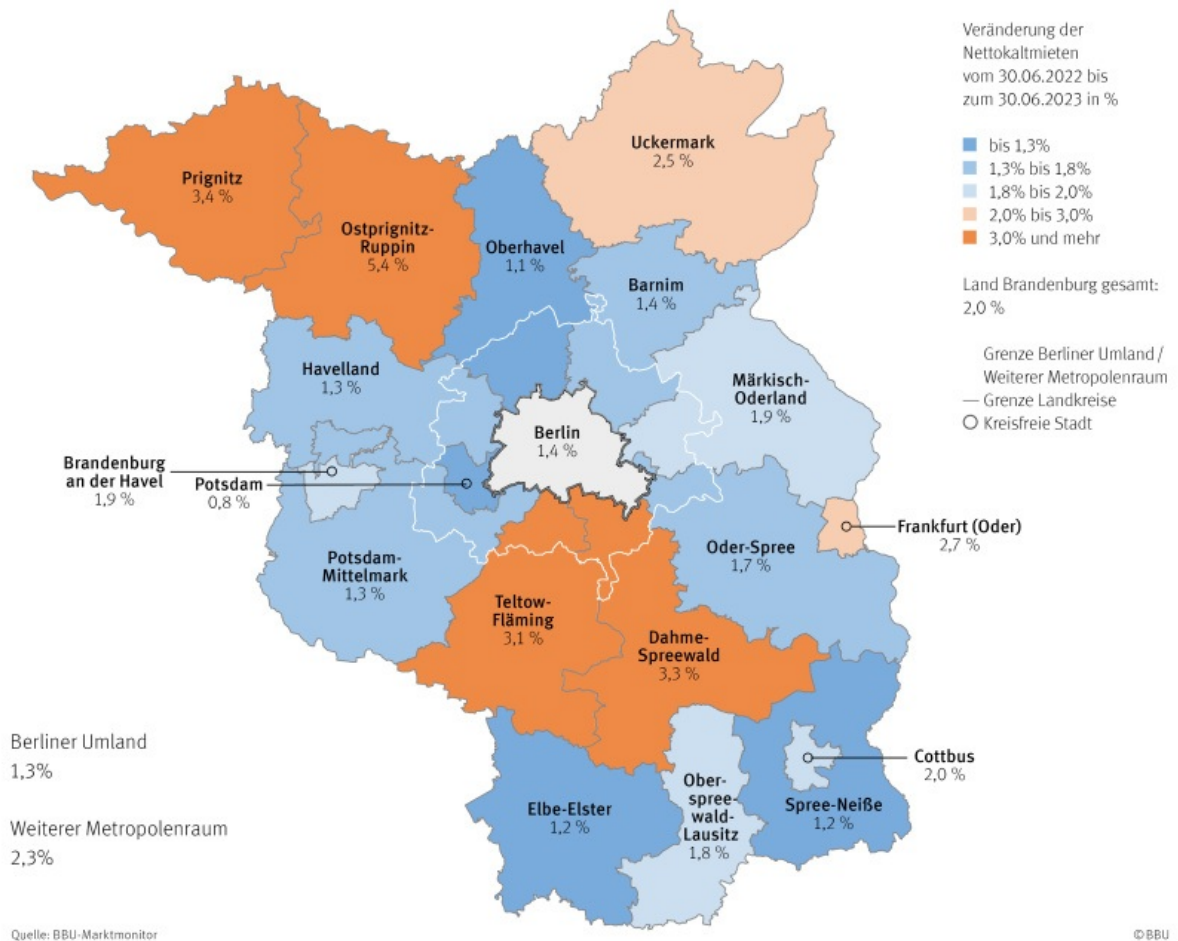 Veränderung der
Nettokaltmieten
vom 30.06.2022 bis
zum 30.06.2023 in %
bis 1,3%
1,3% bis 1,8%
1,8% bis 2,0%
2,0% bis 3,0%
3,0% und mehr
Land Brandenburg gesamt:
2,0 %
Grenze Berliner Umland /
Weiterer Metropolenraum
Grenze Landkreise
Kreisfreie Stadt
Uckermark
2,5 %
Prignitz
3,4 %
Ostprignitz-
Ruppin
5,4 %
Oberhavel
1,1 %
Barnim
1,4 %
Havelland
1,3 %
Märkisch-
Oderland
1,9 %
Berlin
1,4 %
Brandenburg
an der Havel
1,9 %
Potsdam
0,8 %
Frankfurt (Oder)
2,7 %
Oder-Spree
1,7 %
Potsdam-
Mittelmark
1,3 %
Teltow-
Fläming
3,1 %
Dahme-
Spreewald
3,3 %
Berliner Umland
1,3%
Weiterer Metropolenraum
2,3%
Cottbus
2,0 %
Elbe-Elster
1,2 %
Ober-
spree-
wald-
Lausitz
1,8 %
Spree-Neiße
1,2 %
Quelle: BBU-Marktmonitor
©BBU